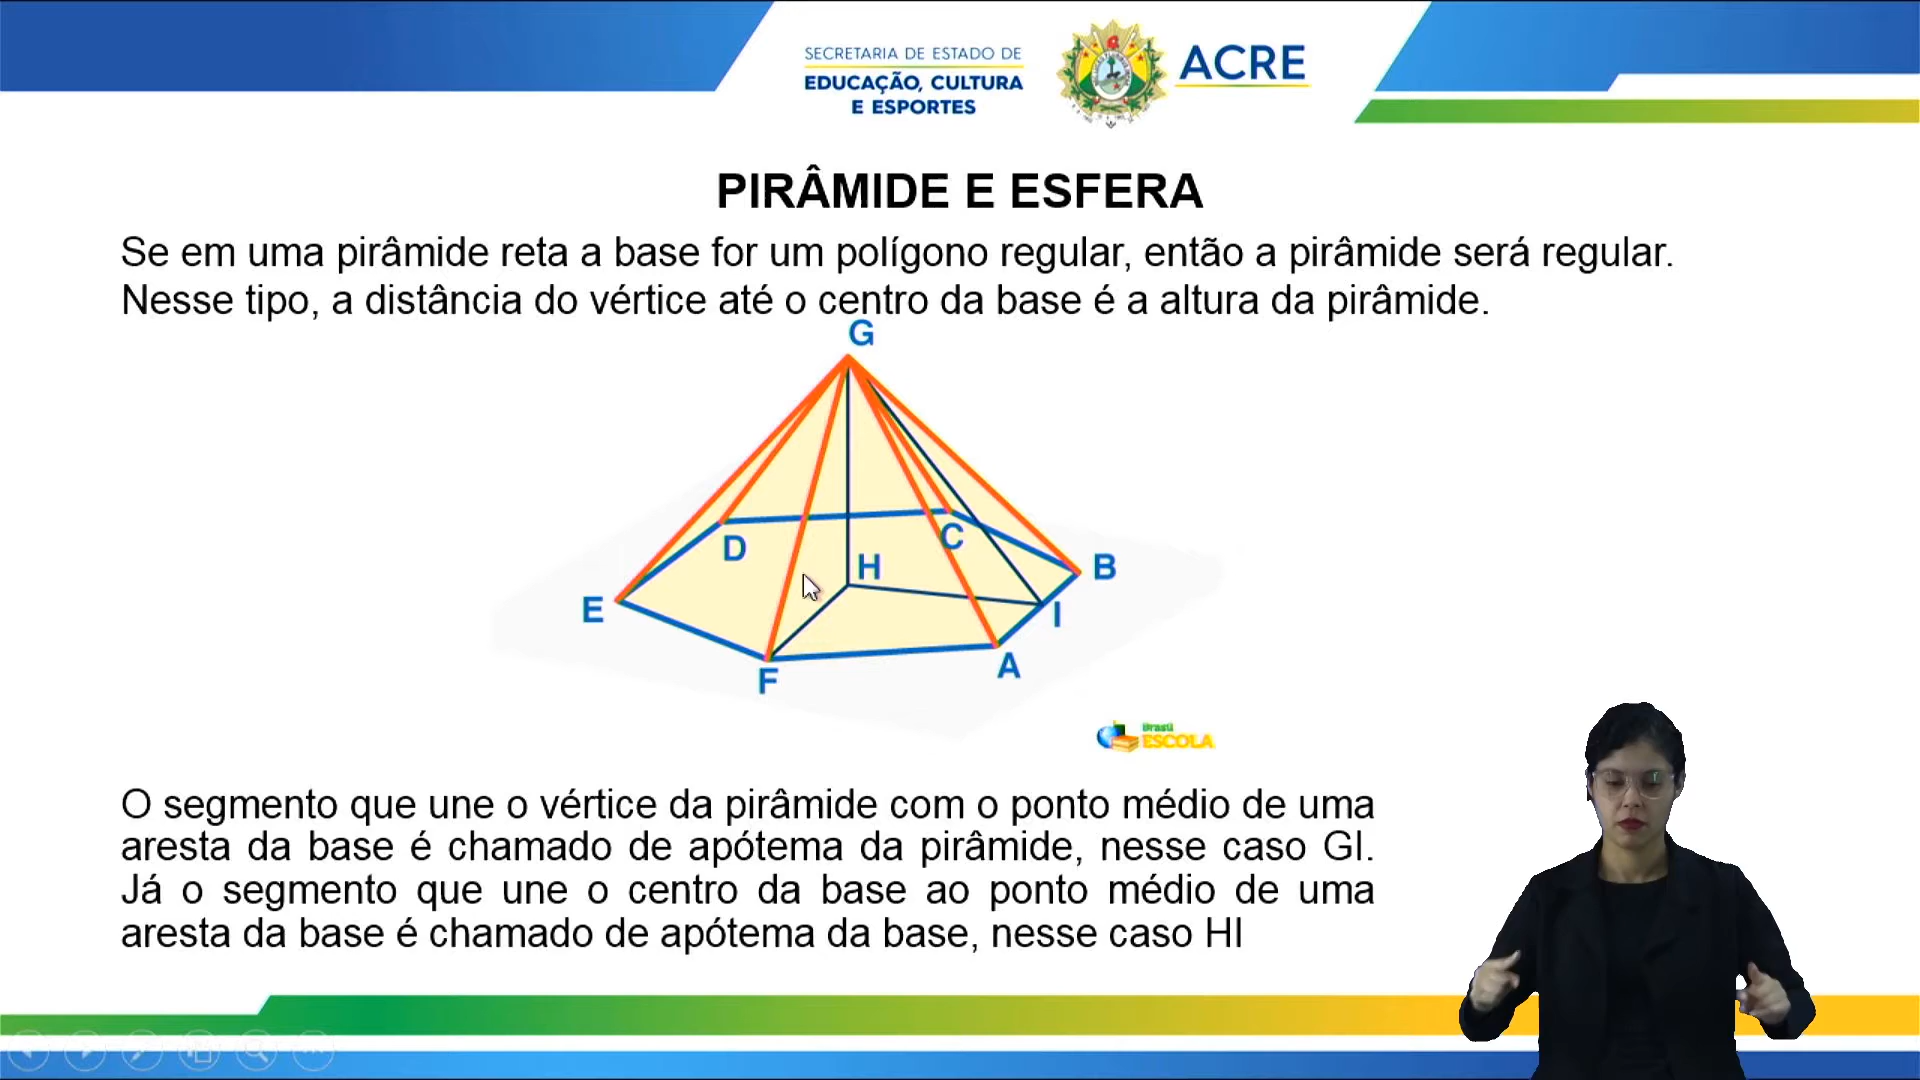 SECRETARIA DE ESTADO DE
EDUCAÇÃO, CULTURA
E ESPORTES
ACRE
PIRÂMIDE E ESFERA
Se em uma pirâmide reta a base for um polígono regular, então a pirâmide será regular.
Nesse tipo, a distância do vértice até o centro da base é a altura da pirâmide.
G
D
C
H
B
E
I
A
F
Brasil
ESCOLA
O segmento que une o vértice da pirâmide com o ponto médio de uma
aresta da base é chamado de apótema da pirâmide, nesse caso GI.
Já o segmento que une o centro da base ao ponto médio de uma
aresta da base é chamado de apótema da base, nesse caso HI